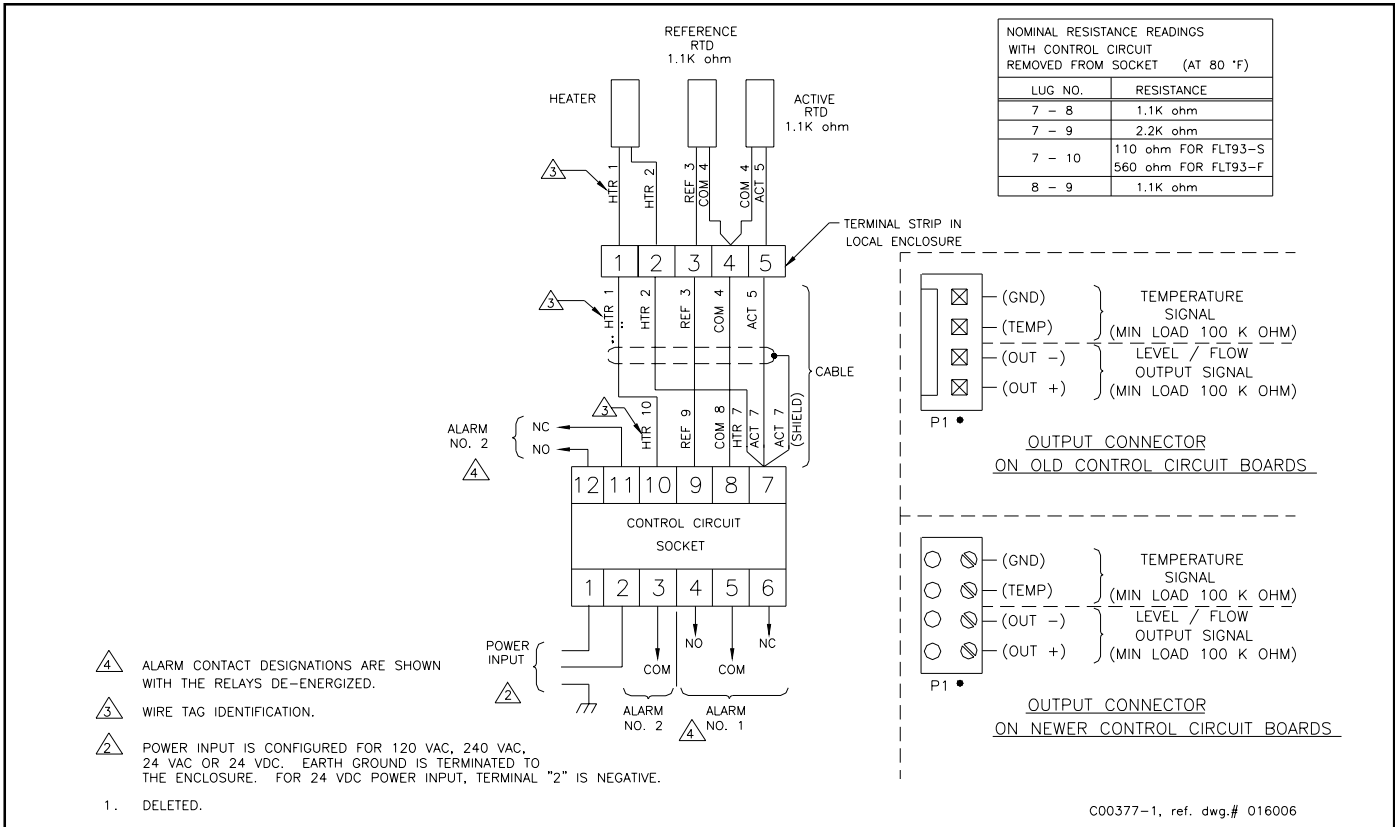 REFERENCE
RTD
1.1K ohm
HEATER
ACTIVE
RTD
1.1K ohm
NOMINAL RESISTANCE READINGS
WITH CONTROL CIRCUIT
REMOVED FROM SOCKET (AT 80 °F)
LUG NO. RESISTANCE
7 - 8 1.1K ohm
7 - 9 2.2K ohm
7 - 10 110 ohm FOR FLT93-S
560 ohm FOR FLT93-F
8 - 9 1.1K ohm
3
HTR 1
HTR 2
REF 3
COM 4
COM 4
ACT 5
TERMINAL STRIP IN
LOCAL ENCLOSURE
1 2 3 4 5
3
HTR 1
HTR 2
REF 3
COM 4
ACT 5
CABLE
3
HTR 10
REF 9
COM 8
HTR 7
ACT 7
ACT 7
(SHIELD)
ALARM
NO. 2
NC
NO
4
12 11 10 9 8 7
CONTROL CIRCUIT
SOCKET
1 2 3 4 5 6
POWER
INPUT
2
COM
NO
COM
NC
ALARM
NO. 2
4
ALARM
NO. 1
(GND)
(TEMP)
(OUT -)
(OUT +)
TEMPERATURE
SIGNAL
(MIN LOAD 100 K OHM)
LEVEL / FLOW
OUTPUT SIGNAL
(MIN LOAD 100 K OHM)
P1
OUTPUT CONNECTOR
ON OLD CONTROL CIRCUIT BOARDS
(GND)
(TEMP)
(OUT -)
(OUT +)
TEMPERATURE
SIGNAL
(MIN LOAD 100 K OHM)
LEVEL / FLOW
OUTPUT SIGNAL
(MIN LOAD 100 K OHM)
P1
OUTPUT CONNECTOR
ON NEWER CONTROL CIRCUIT BOARDS
4 ALARM CONTACT DESIGNATIONS ARE SHOWN
WITH THE RELAYS DE-ENERGIZED.
3 WIRE TAG IDENTIFICATION.
2 POWER INPUT IS CONFIGURED FOR 120 VAC, 240 VAC,
24 VAC OR 24 VDC. EARTH GROUND IS TERMINATED TO
THE ENCLOSURE. FOR 24 VDC POWER INPUT, TERMINAL "2" IS NEGATIVE.
1. DELETED.
C00377-1, ref. dwg.# 016006